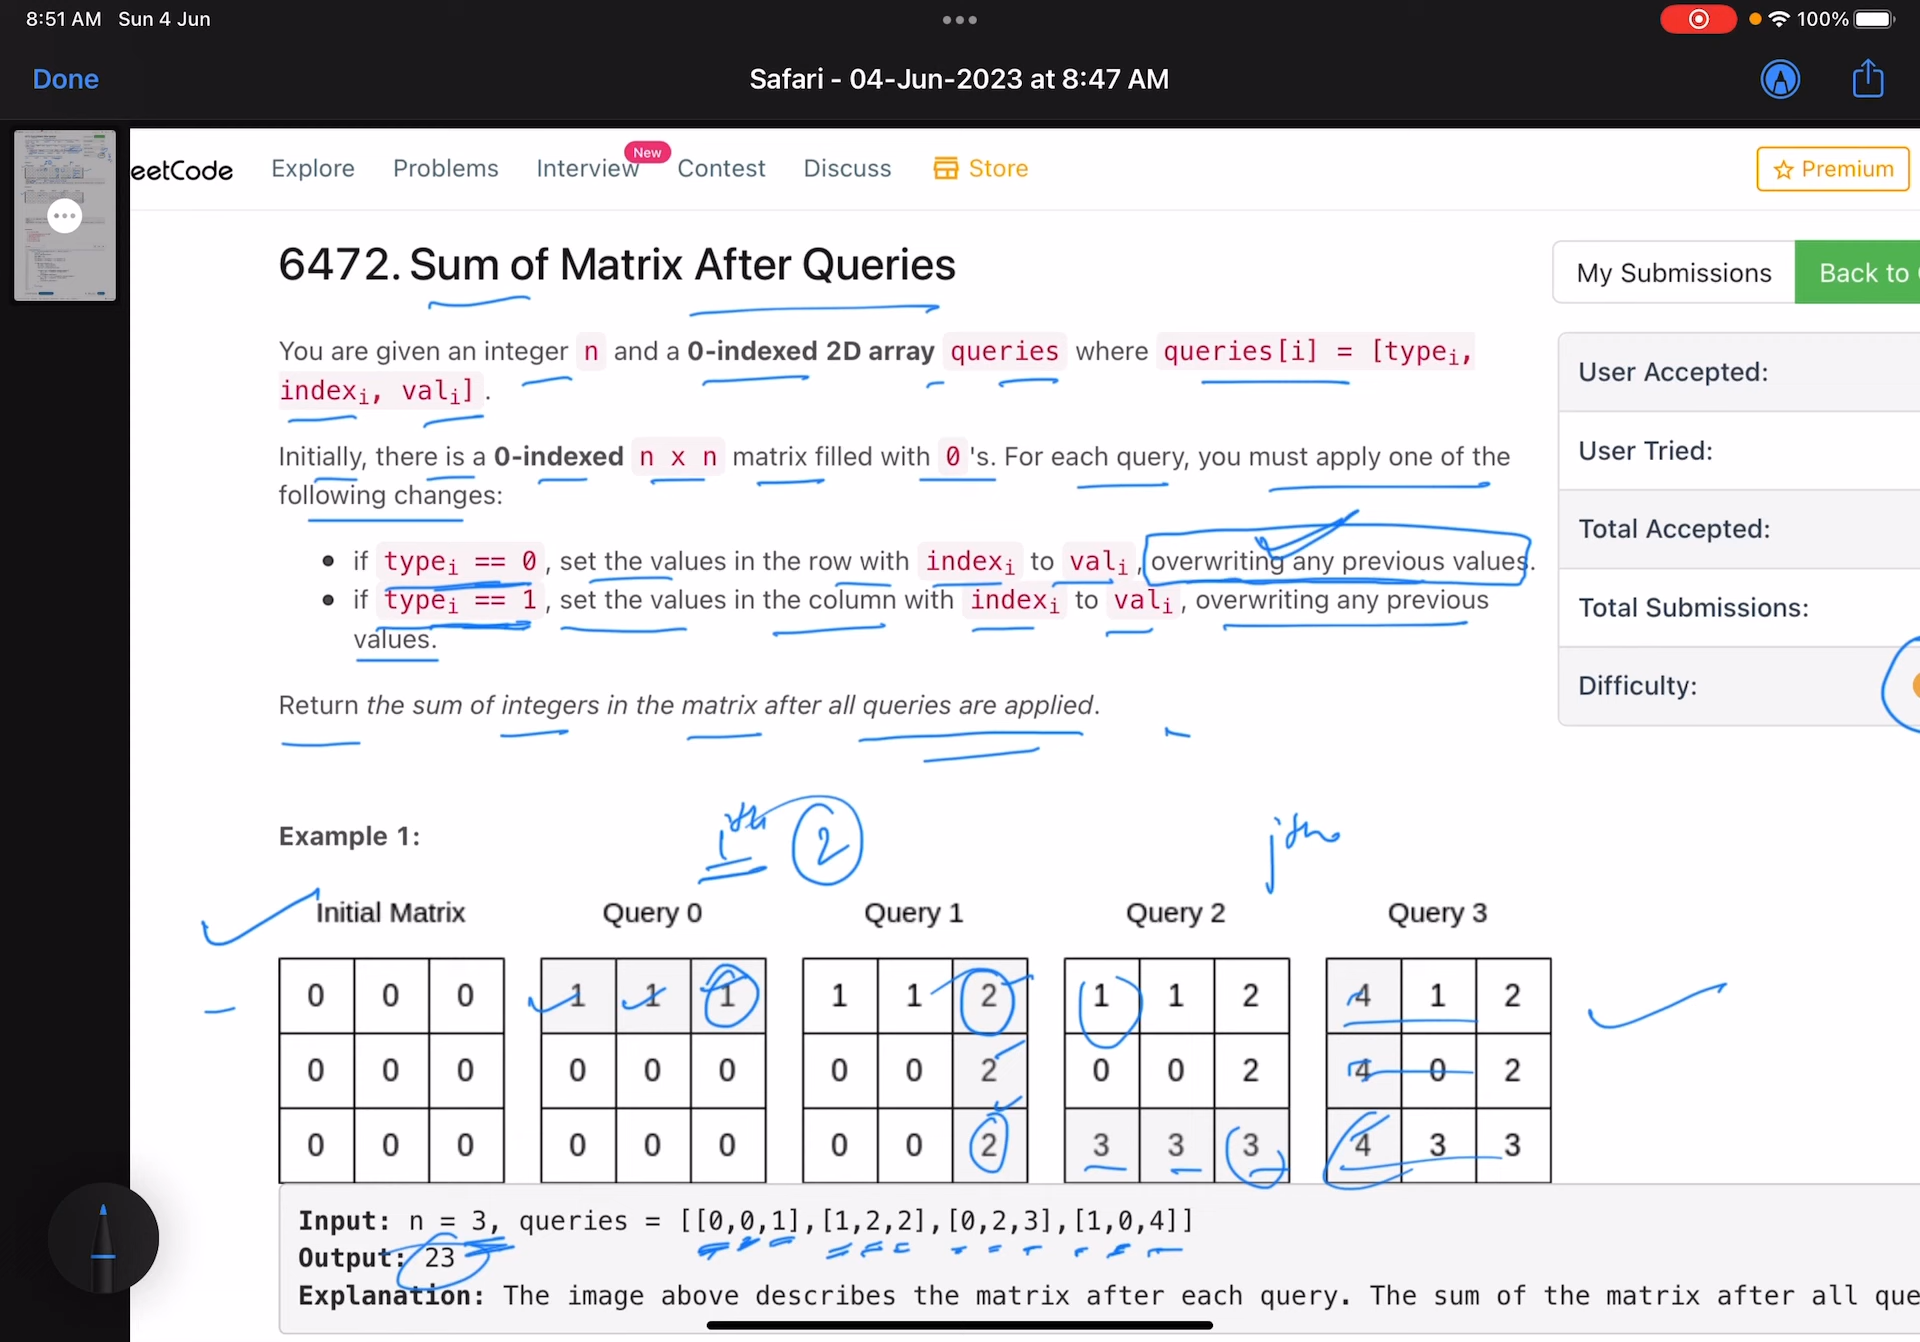 8:51 AM Sun 4 Jun
100%
Done
Safari - 04-Jun-2023 at 8:47 AM
eetCode
Explore
Problems
Interview
New
Contest
Discuss
Store
Premium
6472. Sum of Matrix After Queries
My Submissions
Back to
You are given an integer n and a 0-indexed 2D array queries where queries[i] = [typei,
indexi, vali].
Initially, there is a 0-indexed n x n matrix filled with 0's. For each query, you must apply one of the
following changes:
if typei == 0, set the values in the row with indexi to vali, overwriting any previous values.
if typei == 1, set the values in the column with indexi to vali, overwriting any previous
values.
Return the sum of integers in the matrix after all queries are applied.
User Accepted:
User Tried:
Total Accepted:
Total Submissions:
Difficulty:
Example 1:
ith 2
jth
Initial Matrix Query 0 Query 1 Query 2 Query 3
0 0 0 1 1 1 1 1 2 1 1 2 4 1 2
0 0 0 0 0 0 0 0 2 0 0 2 4 0 2
0 0 0 0 0 0 0 0 2 3 3 3 4 3 3
Input: n = 3, queries = [[0,0,1],[1,2,2],[0,2,3],[1,0,4]]
Output: 23
Explanation: The image above describes the matrix after each query. The sum of the matrix after all que